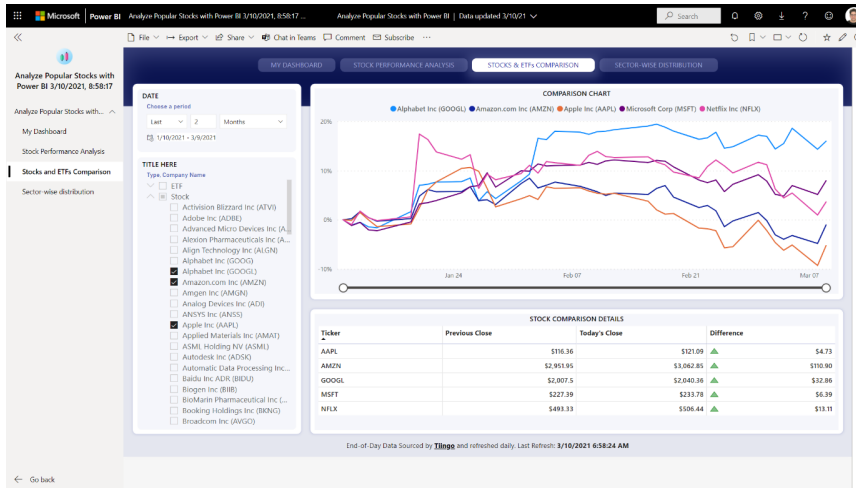 Microsoft Power BI Analyze Popular Stocks with Power BI 3/10/2021, 8:58:17 ... Analyze Popular Stocks with Power BI | Data updated 3/10/21 Search
File Export Share Chat in Teams Comment Subscribe ...
Analyze Popular Stocks with
Power BI 3/10/2021, 8:58:17
Analyze Popular Stocks with...
My Dashboard
Stock Performance Analysis
Stocks and ETFs Comparison
Sector-wise distribution
Go back
MY DASHBOARD STOCK PERFORMANCE ANALYSIS STOCKS & ETFs COMPARISON SECTOR-WISE DISTRIBUTION
DATE
Choose a period
Last 2 Months
1/10/2021 - 3/9/2021
TITLE HERE
Type, Company Name
ETF
Stock
Activision Blizzard Inc (ATVI)
Adobe Inc (ADBE)
Advanced Micro Devices Inc (A...
Alexion Pharmaceuticals Inc (A...
Align Technology Inc (ALGN)
Alphabet Inc (GOOG)
Alphabet Inc (GOOGL)
Amazon.com Inc (AMZN)
Amgen Inc (AMGN)
Analog Devices Inc (ADI)
ANSYS Inc (ANSS)
Apple Inc (AAPL)
Applied Materials Inc (AMAT)
ASML Holding NV (ASML)
Autodesk Inc (ADSK)
Automatic Data Processing Inc...
Baidu Inc ADR (BIDU)
Biogen Inc (BIIB)
BioMarin Pharmaceutical Inc (...
Booking Holdings Inc (BKNG)
Broadcom Inc (AVGO)
COMPARISON CHART
Alphabet Inc (GOOGL) Amazon.com Inc (AMZN) Apple Inc (AAPL) Microsoft Corp (MSFT) Netflix Inc (NFLX)
20%
10%
0%
-10%
Jan 24 Feb 07 Feb 21 Mar 07
STOCK COMPARISON DETAILS
Ticker Previous Close Today's Close Difference
AAPL $116.36 $121.09 $4.73
AMZN $2,951.95 $3,062.85 $110.90
GOOGL $2,007.5 $2,040.36 $32.86
MSFT $227.39 $233.78 $6.39
NFLX $493.33 $506.44 $13.11
End-of-Day Data Sourced by Tiingo and refreshed daily. Last Refresh: 3/10/2021 6:58:24 AM